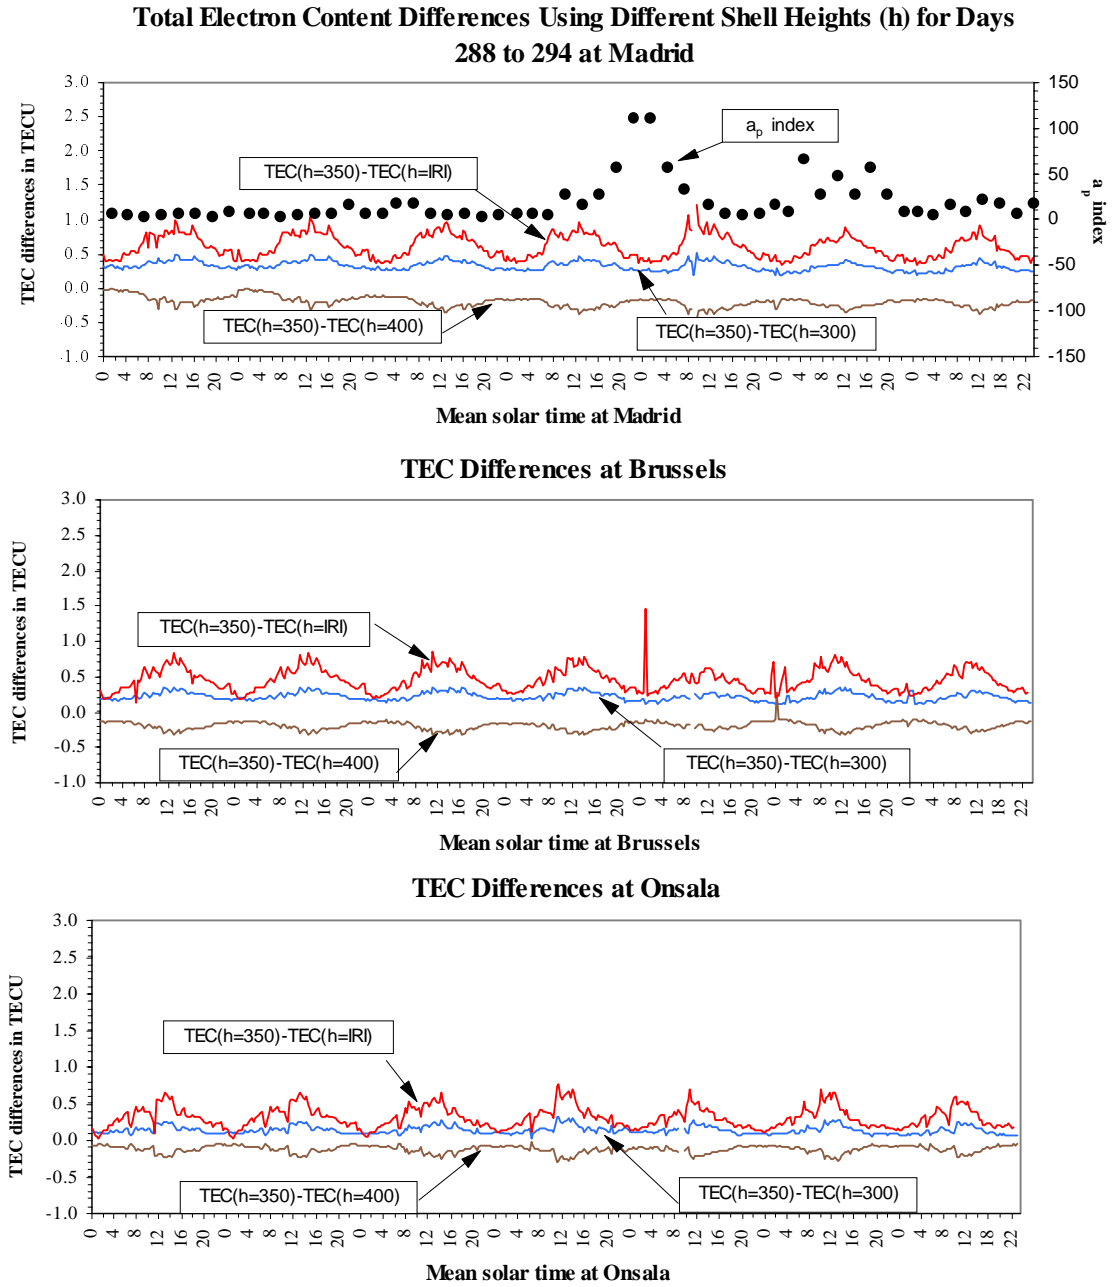 Total Electron Content Differences Using Different Shell Heights (h) for Days
288 to 294 at Madrid
TEC differences in TECU
3.0
2.5
2.0
1.5
1.0
0.5
0.0
-0.5
-1.0
150
100
50
0
-50
-100
-150
a_p index
a_p index
TEC(h=350)-TEC(h=IRI)
TEC(h=350)-TEC(h=400)
TEC(h=350)-TEC(h=300)
0 4 8 12 16 20 0 4 8 12 16 20 0 4 8 12 16 20 0 4 8 12 16 20 0 4 8 12 16 20 0 4 8 12 16 20 0 4 8 12 16 22
Mean solar time at Madrid
TEC Differences at Brussels
TEC differences in TECU
3.0
2.5
2.0
1.5
1.0
0.5
0.0
-0.5
-1.0
TEC(h=350)-TEC(h=IRI)
TEC(h=350)-TEC(h=400)
TEC(h=350)-TEC(h=300)
0 4 8 12 16 20 0 4 8 12 16 20 0 4 8 12 16 20 0 4 8 12 16 20 0 4 8 12 16 20 0 4 8 12 16 20 0 4 8 12 16 22
Mean solar time at Brussels
TEC Differences at Onsala
TEC differences in TECU
3.0
2.5
2.0
1.5
1.0
0.5
0.0
-0.5
-1.0
TEC(h=350)-TEC(h=IRI)
TEC(h=350)-TEC(h=400)
TEC(h=350)-TEC(h=300)
0 4 8 12 16 20 0 4 8 12 16 20 0 4 8 12 16 20 0 4 8 12 16 20 0 4 8 12 16 20 0 4 8 12 16 20 0 4 8 12 16 22
Mean solar time at Onsala